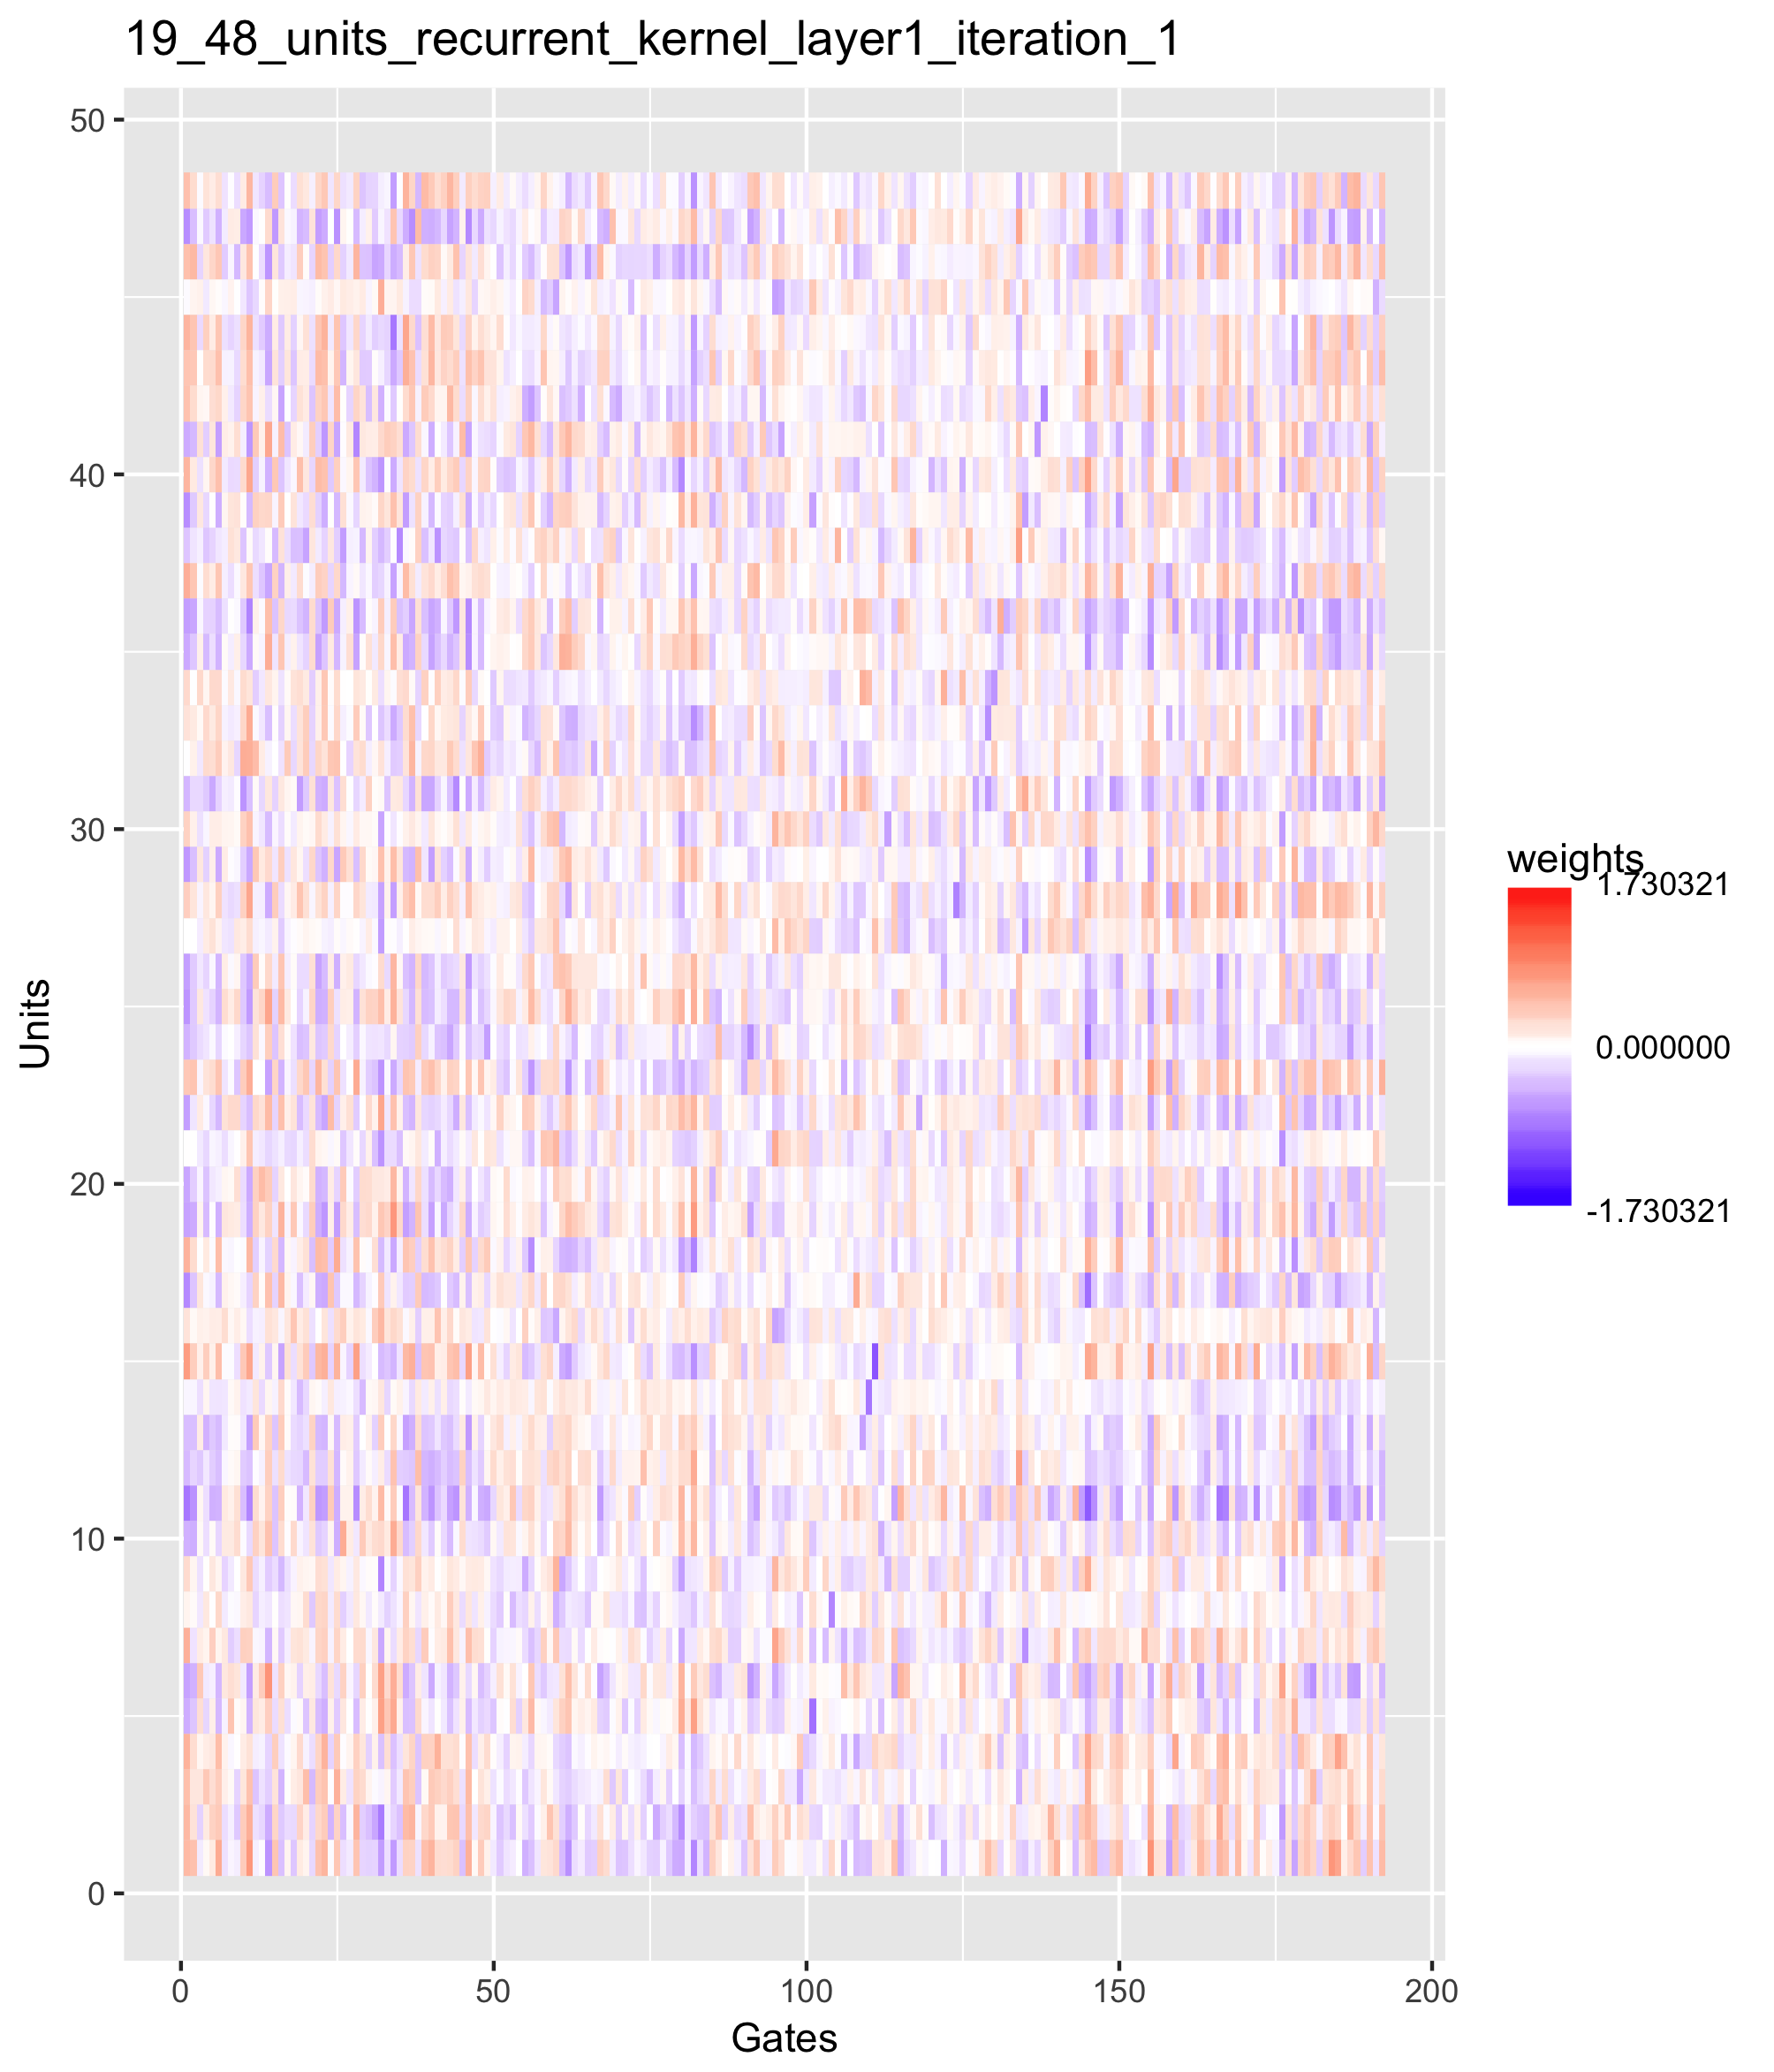 19_48_units_recurrent_kernel_layer1_iteration_1
50
40
30
20
10
0
Units
0 50 100 150 200
Gates
weights
1.730321
0.000000
-1.730321